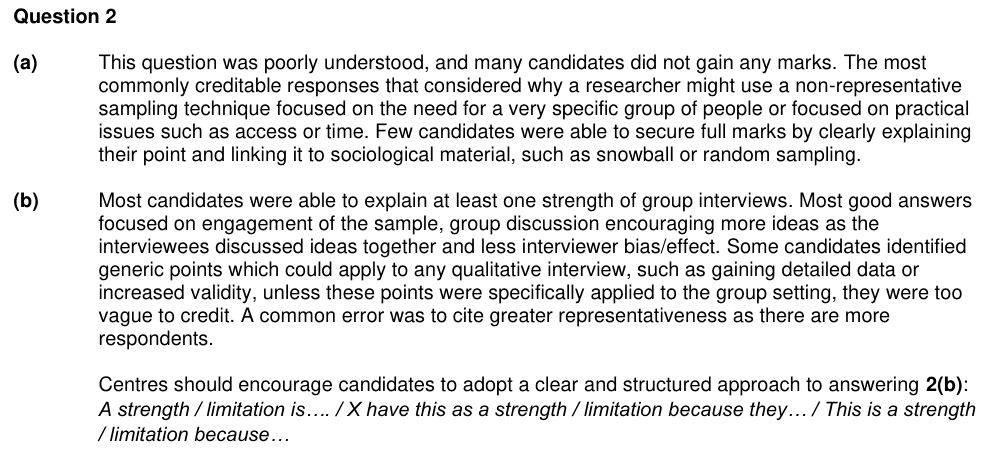 Question 2
(a) This question was poorly understood, and many candidates did not gain any marks. The most
commonly creditable responses that considered why a researcher might use a non-representative
sampling technique focused on the need for a very specific group of people or focused on practical
issues such as access or time. Few candidates were able to secure full marks by clearly explaining
their point and linking it to sociological material, such as snowball or random sampling.
(b) Most candidates were able to explain at least one strength of group interviews. Most good answers
focused on engagement of the sample, group discussion encouraging more ideas as the
interviewees discussed ideas together and less interviewer bias/effect. Some candidates identified
generic points which could apply to any qualitative interview, such as gaining detailed data or
increased validity, unless these points were specifically applied to the group setting, they were too
vague to credit. A common error was to cite greater representativeness as there are more
respondents.
Centres should encourage candidates to adopt a clear and structured approach to answering 2(b):
A strength / limitation is…. / X have this as a strength / limitation because they… / This is a strength
/ limitation because…